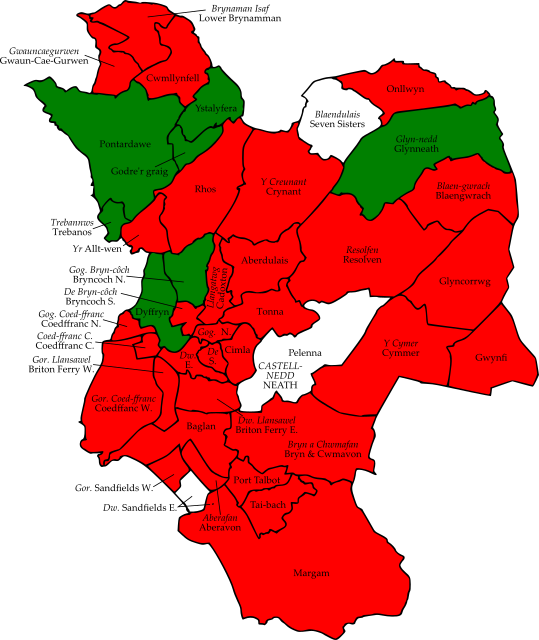 Brynaman Isaf
Lower Brynamman
Gwauncaegurwen
Gwaun-Cae-Gurwen
Cwmllynfell
Onllwyn
Ystalyfera
Blaendulais
Seven Sisters
Pontardawe
Glyn-nedd
Glynneath
Godre'r graig
Rhos
Y Creunant
Crynant
Blaen-gwrach
Blaengwrach
Trebannws
Trebanos
Yr Allt-wen
Resolfen
Resolven
Gog. Bryn-côch
Bryncoch N.
Aberdulais
Glyncorrwg
De Bryn-côch
Bryncoch S.
Llangatwg
Cadoxton
Gog. Coed-ffranc
Coedffranc N.
Dyffryn
Tonna
Coed-ffranc C.
Coedffranc C.
Gog. N.
Gor. Llansawel
Briton Ferry W.
Dw.
E.
De
S.
Cimla
Pelenna
CASTELL-
NEDD
NEATH
Y Cymer
Cymmer
Gwynfi
Gor. Coed-ffranc
Coedffanc W.
Dw. Llansawel
Briton Ferry E.
Baglan
Bryn a Chwmafan
Bryn & Cwmavon
Gor. Sandfields W.
Port Talbot
Dw. Sandfields E.
Tai-bach
Aberafan
Aberavon
Margam